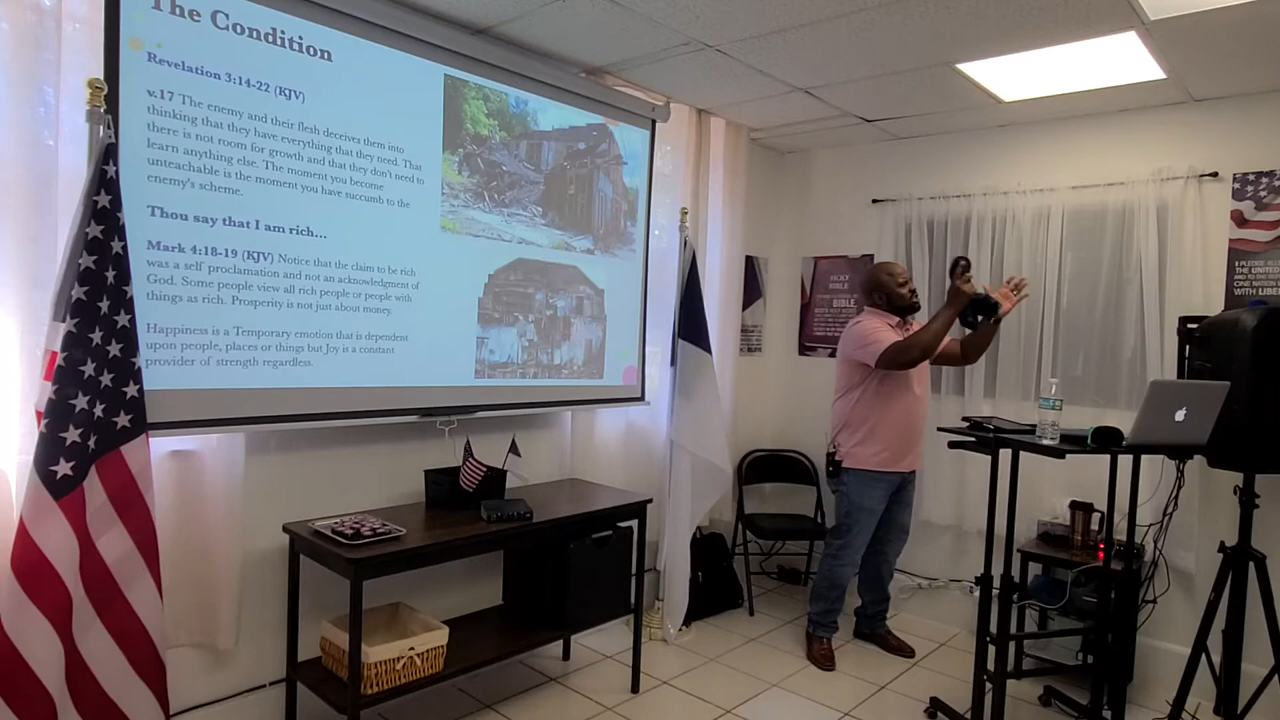 The Condition
Revelation 3:14-22 (KJV)
v.17 The enemy and their flesh deceives them into
thinking that they have everything that they need. That
there is not room for growth and that they don't need to
learn anything else. The moment you become
unteachable is the moment you have succumb to the
enemy's scheme.
Thou say that I am rich...
Mark 4:18-19 (KJV) Notice that the claim to be rich
was a self proclamation and not an acknowledgment of
God. Some people view all rich people or people with
things as rich. Prosperity is not just about money.
Happiness is a Temporary emotion that is dependent
upon people, places or things but Joy is a constant
provider of strength regardless.
HOLY
BIBLE
BIBLE,
I PLEDGE ALLE
THE UNITED
ONE NATION
WITH LIBER